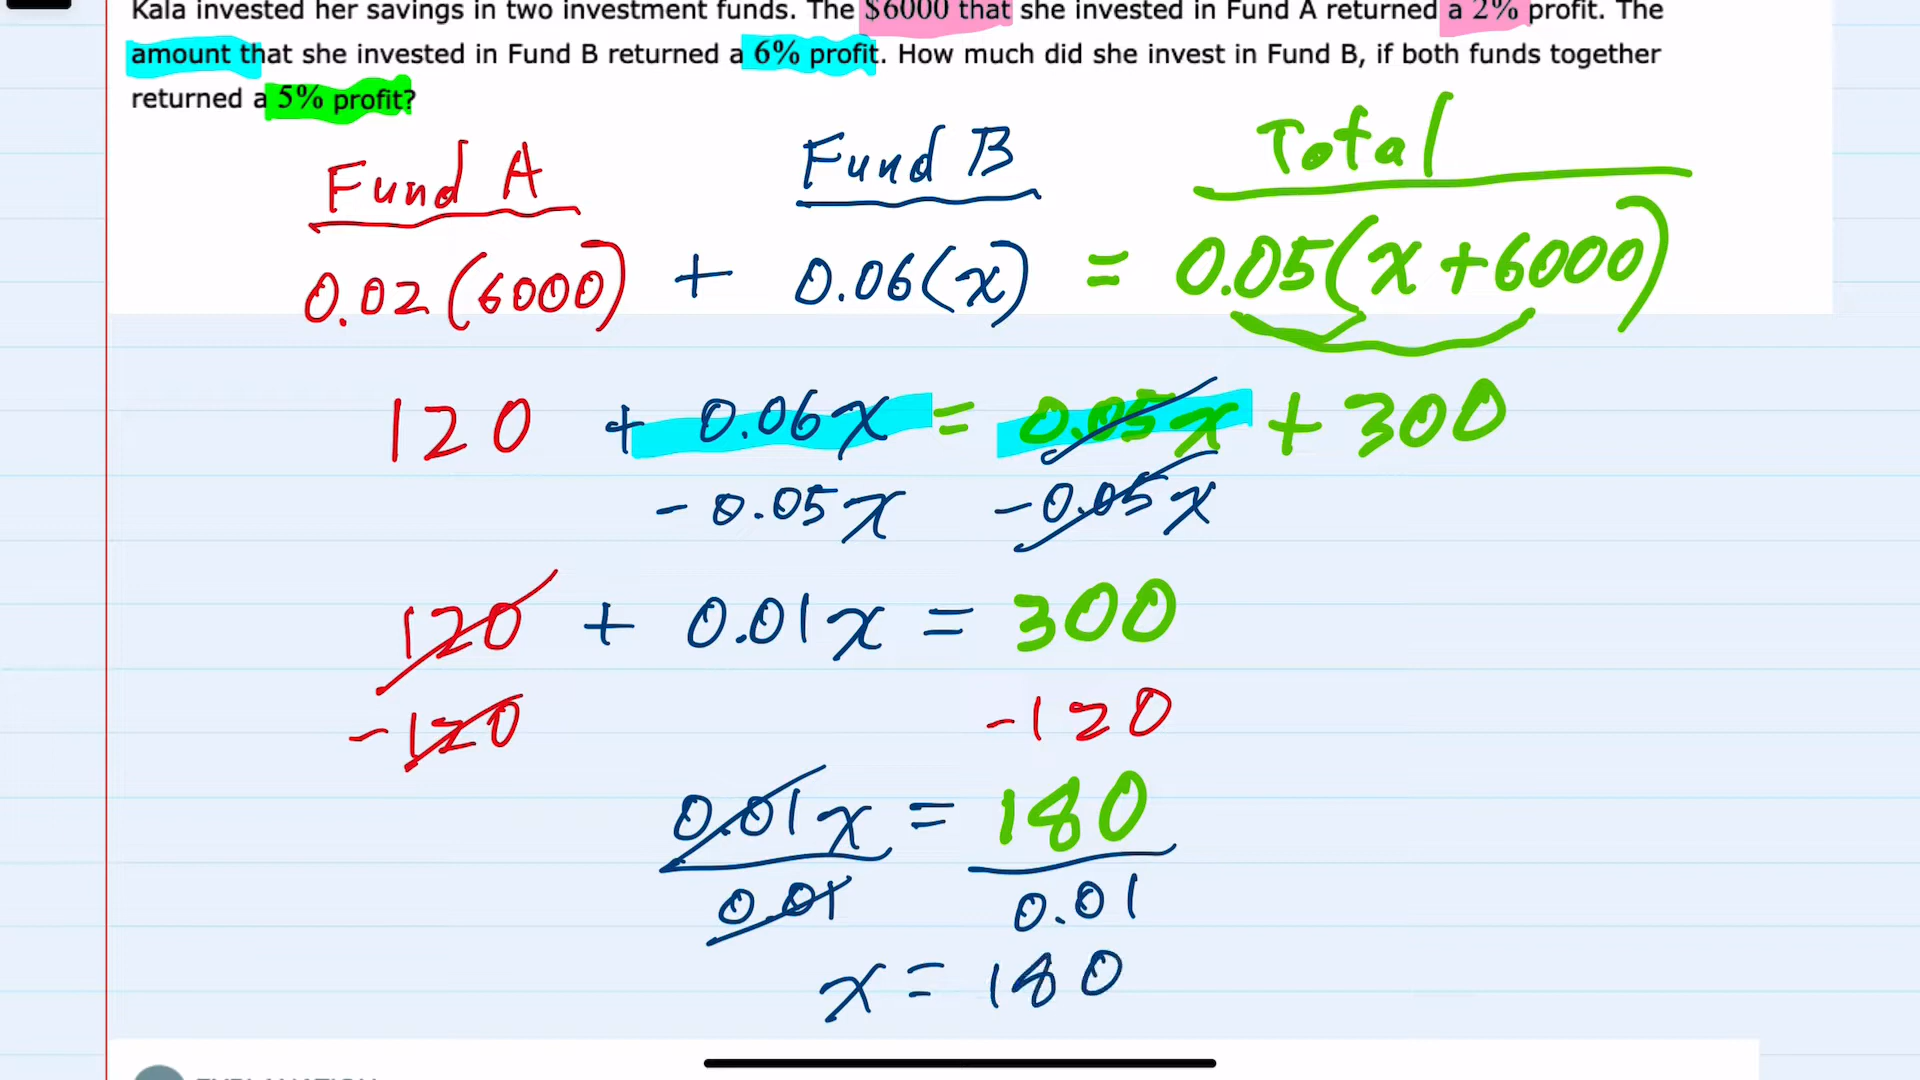 Kala invested her savings in two investment funds. The $6000 that she invested in Fund A returned a 2% profit. The
amount that she invested in Fund B returned a 6% profit. How much did she invest in Fund B, if both funds together
returned a 5% profit?
Fund A Fund B Total
0.02(6000) + 0.06(x) = 0.05(x+6000)
120 + 0.06x = 0.05x + 300
-0.05x -0.05x
120 + 0.01x = 300
-120 -120
0.01x = 180
0.01 0.01
x = 180